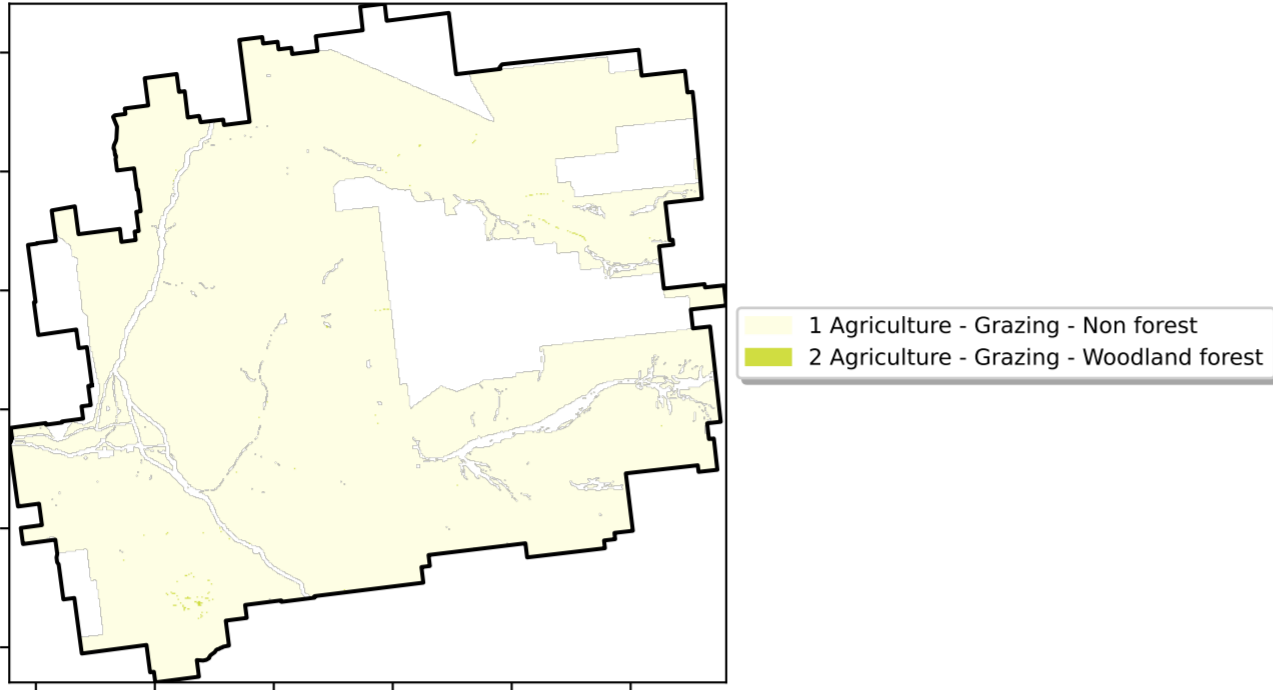 1 Agriculture - Grazing - Non forest
2 Agriculture - Grazing - Woodland forest